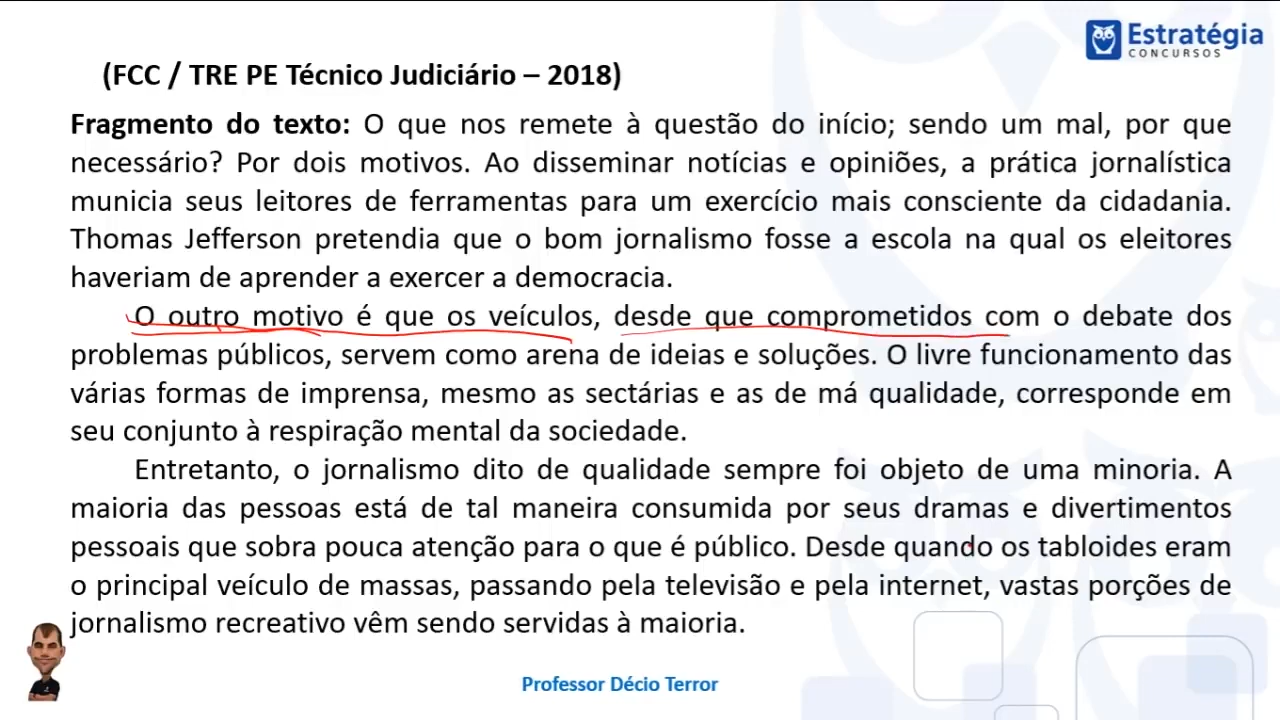 Estratégia
CONCURSOS
(FCC / TRE PE Técnico Judiciário – 2018)
Fragmento do texto: O que nos remete à questão do início; sendo um mal, por que
necessário? Por dois motivos. Ao disseminar notícias e opiniões, a prática jornalística
municia seus leitores de ferramentas para um exercício mais consciente da cidadania.
Thomas Jefferson pretendia que o bom jornalismo fosse a escola na qual os eleitores
haveriam de aprender a exercer a democracia.
O outro motivo é que os veículos, desde que comprometidos com o debate dos
problemas públicos, servem como arena de ideias e soluções. O livre funcionamento das
várias formas de imprensa, mesmo as sectárias e as de má qualidade, corresponde em
seu conjunto à respiração mental da sociedade.
Entretanto, o jornalismo dito de qualidade sempre foi objeto de uma minoria. A
maioria das pessoas está de tal maneira consumida por seus dramas e divertimentos
pessoais que sobra pouca atenção para o que é público. Desde quando os tabloides eram
o principal veículo de massas, passando pela televisão e pela internet, vastas porções de
jornalismo recreativo vêm sendo servidas à maioria.
Professor Décio Terror